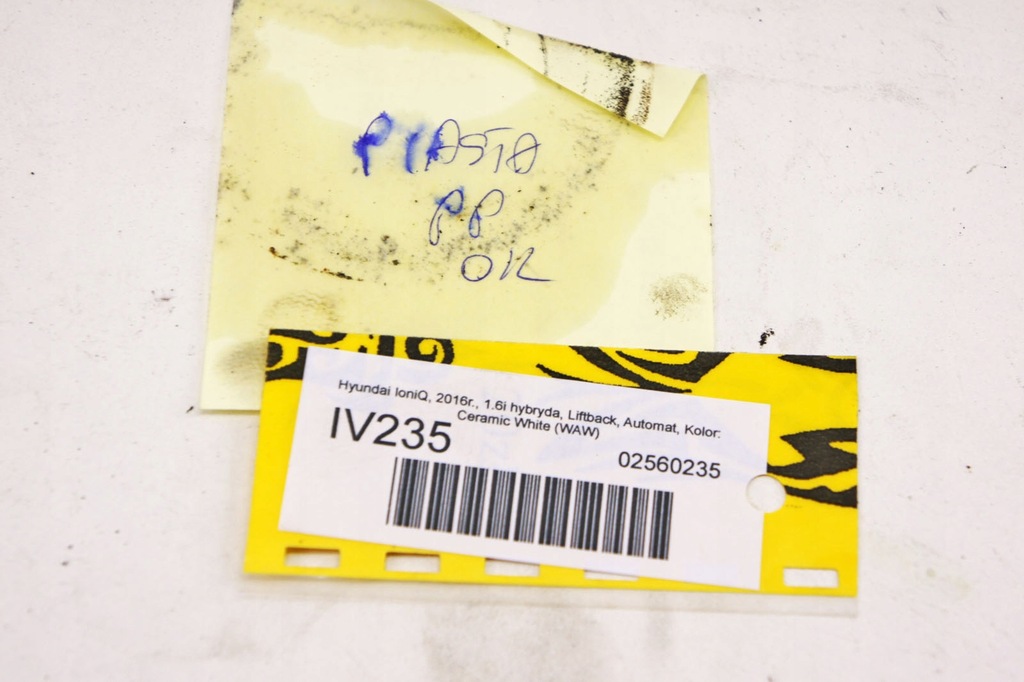 PIASTA
PP
OK
Hyundai IoniQ, 2016r., 1.6i hybryda, Liftback, Automat, Kolor:
Ceramic White (WAW)
IV235
02560235